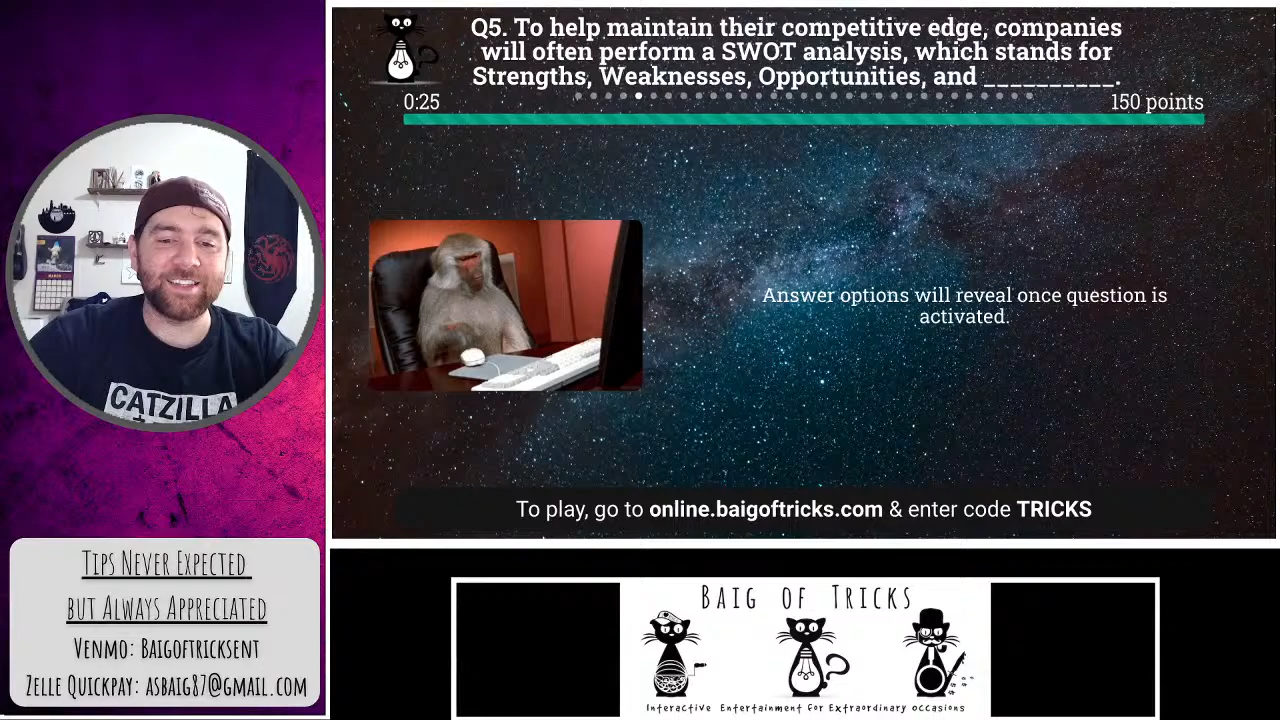 Q5. To help maintain their competitive edge, companies
will often perform a SWOT analysis, which stands for
Strengths, Weaknesses, Opportunities, and __________.
0:25
150 points
Answer options will reveal once question is
activated.
To play, go to online.baigoftricks.com & enter code TRICKS
CATZILLA
MARCH
Tips Never Expected
but Always Appreciated
Venmo: Baigoftricksent
Zelle Quickpay: asbaig87@gmail.com
Baig of Tricks
Interactive Entertainment for Extraordinary Occasions